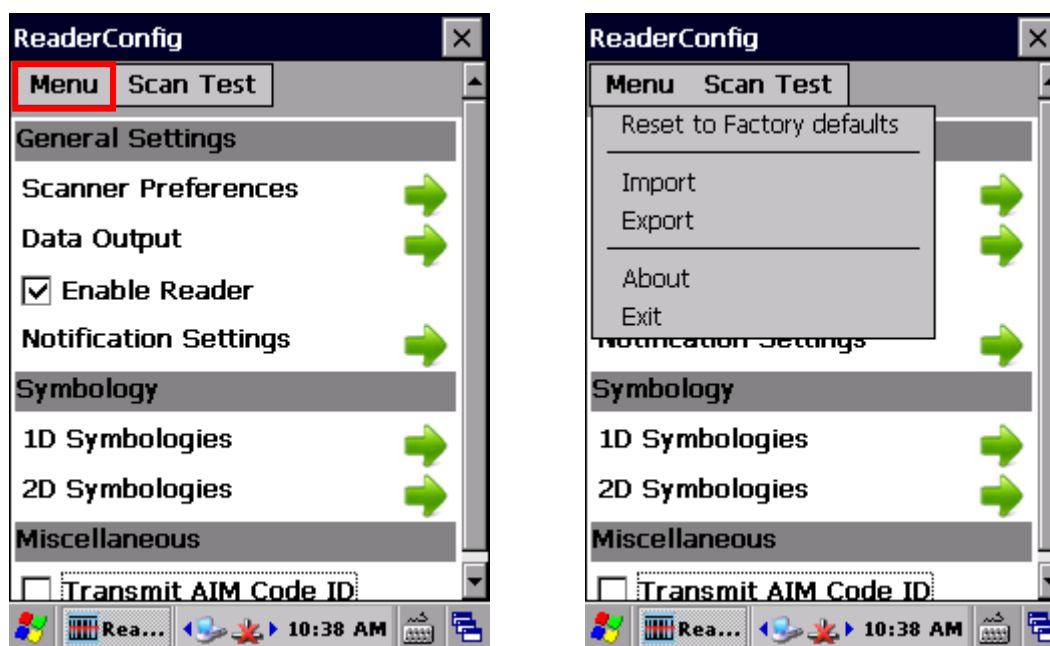 ReaderConfig
Menu Scan Test
General Settings
Scanner Preferences
Data Output
Enable Reader
Notification Settings
Symbology
1D Symbologies
2D Symbologies
Miscellaneous
Transmit AIM Code ID
Rea... 10:38 AM
ReaderConfig
Menu Scan Test
Reset to Factory defaults
Import
Export
About
Exit
Notification Settings
Symbology
1D Symbologies
2D Symbologies
Miscellaneous
Transmit AIM Code ID
Rea... 10:38 AM